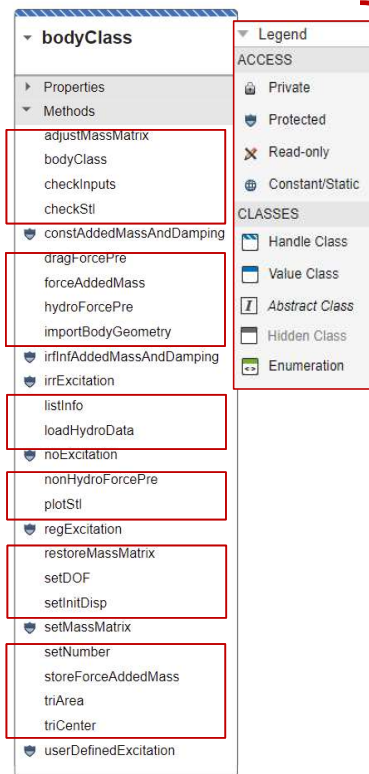 bodyClass
Properties
Methods
adjustMassMatrix
bodyClass
checkInputs
checkStl
constAddedMassAndDamping
dragForcePre
forceAddedMass
hydroForcePre
importBodyGeometry
irfInfAddedMassAndDamping
irrExcitation
listInfo
loadHydroData
noExcitation
nonHydroForcePre
plotStl
regExcitation
restoreMassMatrix
setDOF
setInitDisp
setMassMatrix
setNumber
storeForceAddedMass
triArea
triCenter
userDefinedExcitation
Legend
ACCESS
Private
Protected
Read-only
Constant/Static
CLASSES
Handle Class
Value Class
I Abstract Class
Hidden Class
Enumeration